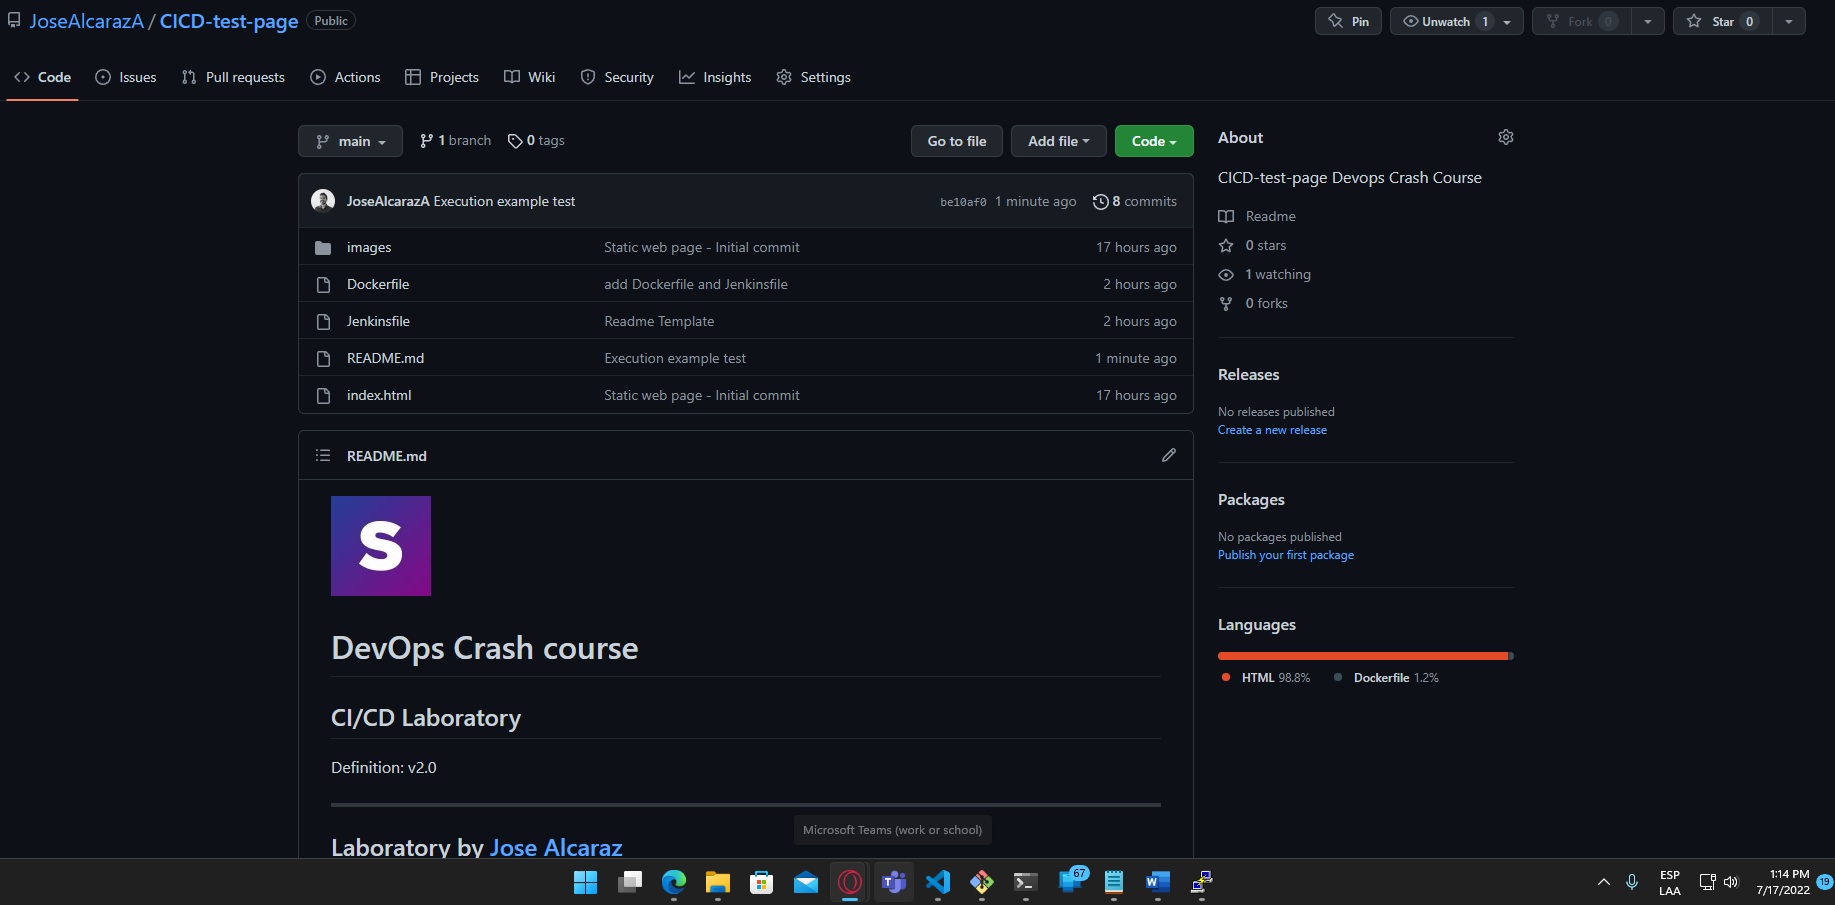 JoseAlcarazA / CICD-test-page Public
Pin Unwatch 1 Fork 0 Star 0
Code Issues Pull requests Actions Projects Wiki Security Insights Settings
main 1 branch 0 tags Go to file Add file Code
JoseAlcarazA Execution example test be10af0 1 minute ago 8 commits
images Static web page - Initial commit 17 hours ago
Dockerfile add Dockerfile and Jenkinsfile 2 hours ago
Jenkinsfile Readme Template 2 hours ago
README.md Execution example test 1 minute ago
index.html Static web page - Initial commit 17 hours ago
README.md
S
DevOps Crash course
CI/CD Laboratory
Definition: v2.0
Laboratory by Jose Alcaraz
About
CICD-test-page Devops Crash Course
Readme
0 stars
1 watching
0 forks
Releases
No releases published
Create a new release
Packages
No packages published
Publish your first package
Languages
HTML 98.8% Dockerfile 1.2%
Microsoft Teams (work or school)
67
ESP
LAA
1:14 PM
7/17/2022
19